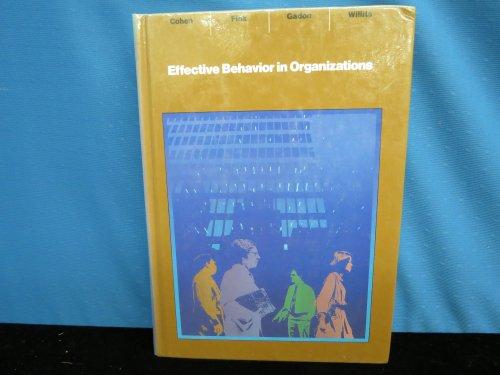 Cohen Fink Gadon Willits
Effective Behavior in Organizations